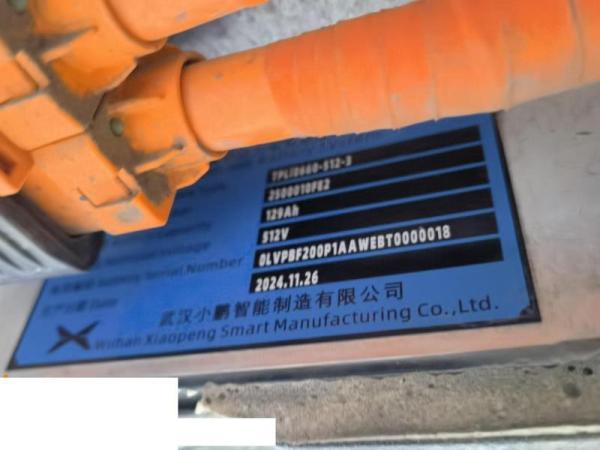 TPLi0660-512-3
2500010FE2
129Ah
512V
Serial Number 0LVPBF200P1AAWEBT0000018
Date 2024.11.26
武汉小鹏智能制造有限公司
Wuhan Xiaopeng Smart Manufacturing Co.,Ltd.